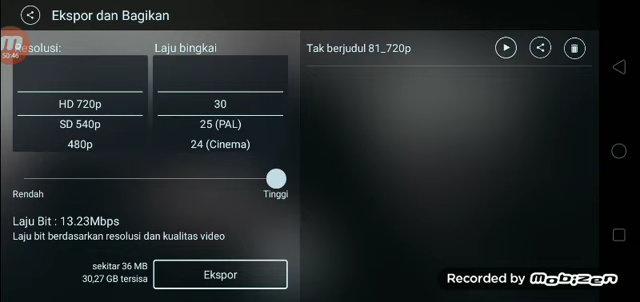 Ekspor dan Bagikan
Resolusi:
Laju bingkai
Tak berjudul 81_720p
50:46
HD 720p
30
SD 540p
25 (PAL)
480p
24 (Cinema)
Rendah
Tinggi
Laju Bit : 13.23Mbps
Laju bit berdasarkan resolusi dan kualitas video
sekitar 36 MB
30,27 GB tersisa
Ekspor
Recorded by mobizen